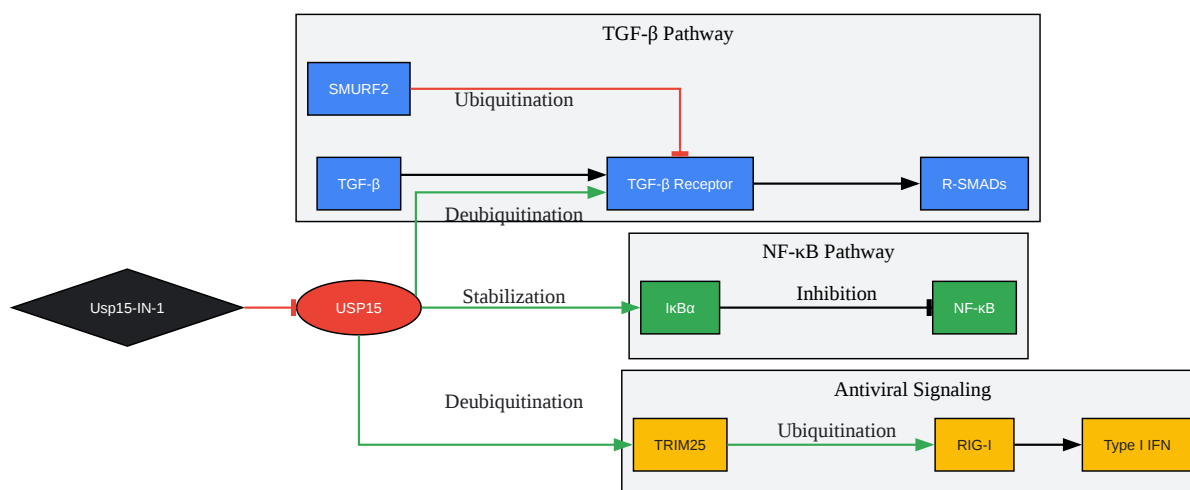 TGF-β Pathway
SMURF2
Ubiquitination
TGF-β
TGF-β Receptor
R-SMADs
Deubiquitination
NF-κB Pathway
Usp15-IN-1
USP15
Stabilization
IκBα
Inhibition
NF-κB
Antiviral Signaling
Deubiquitination
TRIM25
Ubiquitination
RIG-I
Type I IFN